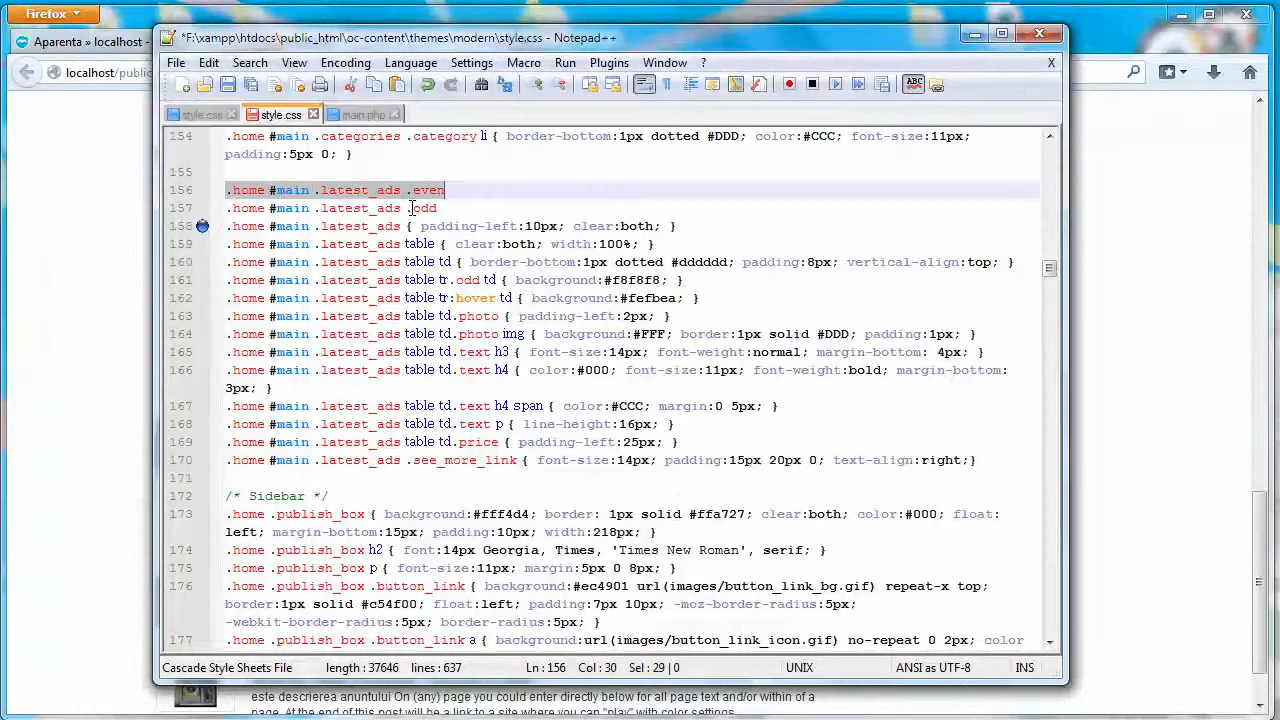 Firefox
Aparenta » localhost -
localhost/public
*F:\xampp\htdocs\public_html\oc-content\themes\modern\style.css - Notepad++
File Edit Search View Encoding Language Settings Macro Run Plugins Window ? X
style.css style.css main.php
154 .home #main .categories .category li { border-bottom:1px dotted #DDD; color:#CCC; font-size:11px;
padding:5px 0; }
155
156 .home #main .latest_ads .even
157 .home #main .latest_ads .odd
158 .home #main .latest_ads { padding-left:10px; clear:both; }
159 .home #main .latest_ads table { clear:both; width:100%; }
160 .home #main .latest_ads table td { border-bottom:1px dotted #dddddd; padding:8px; vertical-align:top; }
161 .home #main .latest_ads table tr.odd td { background:#f8f8f8; }
162 .home #main .latest_ads table tr:hover td { background:#fefbea; }
163 .home #main .latest_ads table td.photo { padding-left:2px; }
164 .home #main .latest_ads table td.photo img { background:#FFF; border:1px solid #DDD; padding:1px; }
165 .home #main .latest_ads table td.text h3 { font-size:14px; font-weight:normal; margin-bottom: 4px; }
166 .home #main .latest_ads table td.text h4 { color:#000; font-size:11px; font-weight:bold; margin-bottom:
3px; }
167 .home #main .latest_ads table td.text h4 span { color:#CCC; margin:0 5px; }
168 .home #main .latest_ads table td.text p { line-height:16px; }
169 .home #main .latest_ads table td.price { padding-left:25px; }
170 .home #main .latest_ads .see_more_link { font-size:14px; padding:15px 20px 0; text-align:right;}
171
172 /* Sidebar */
173 .home .publish_box { background:#fff4d4; border: 1px solid #ffa727; clear:both; color:#000; float:
left; margin-bottom:15px; padding:10px; width:218px; }
174 .home .publish_box h2 { font:14px Georgia, Times, 'Times New Roman', serif; }
175 .home .publish_box p { font-size:11px; margin:5px 0 8px; }
176 .home .publish_box .button_link { background:#ec4901 url(images/button_link_bg.gif) repeat-x top;
border:1px solid #c54f00; float:left; padding:7px 10px; -moz-border-radius:5px;
-webkit-border-radius:5px; border-radius:5px; }
177 .home .publish_box .button_link a { background:url(images/button_link_icon.gif) no-repeat 0 2px; color
Cascade Style Sheets File length : 37646 lines : 637 Ln : 156 Col : 30 Sel : 29 | 0 UNIX ANSI as UTF-8 INS
este descrierea anuntului On (any) page you could enter directly below for all page text and/or within of a
page. At the end of this post will be a link to a site where you can "play" with color settings